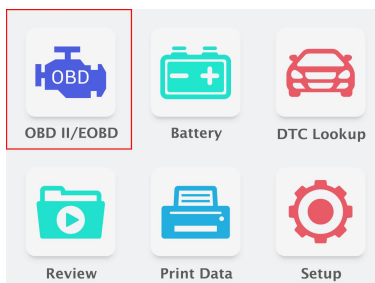 OBD
OBD II/EOBD
Battery
DTC Lookup
Review
Print Data
Setup